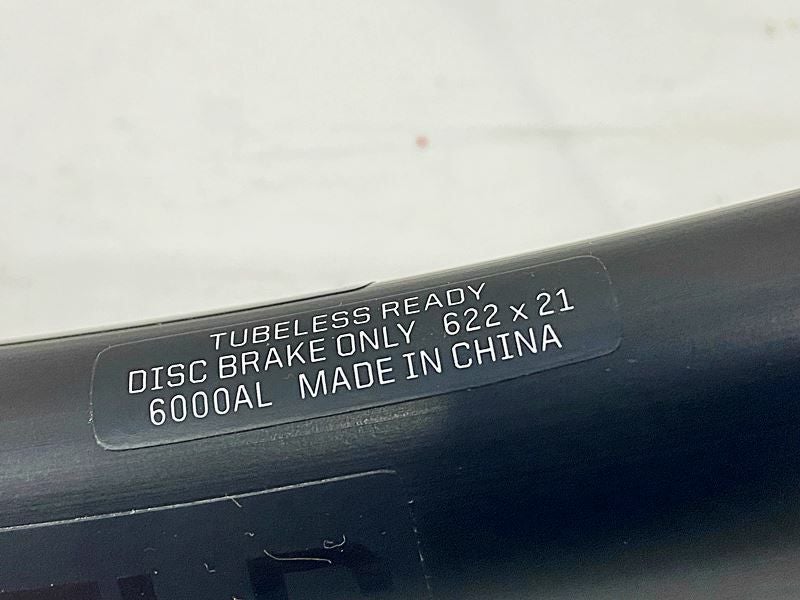 TUBELESS READY
DISC BRAKE ONLY 622 x 21
6000AL MADE IN CHINA